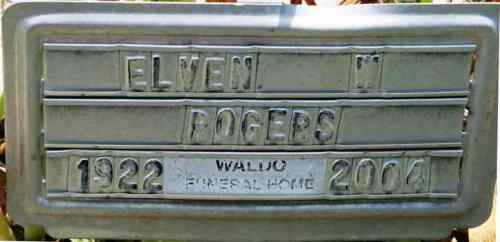 ELVEN W
ROGERS
1922 WALDO FUNERAL HOME 2004